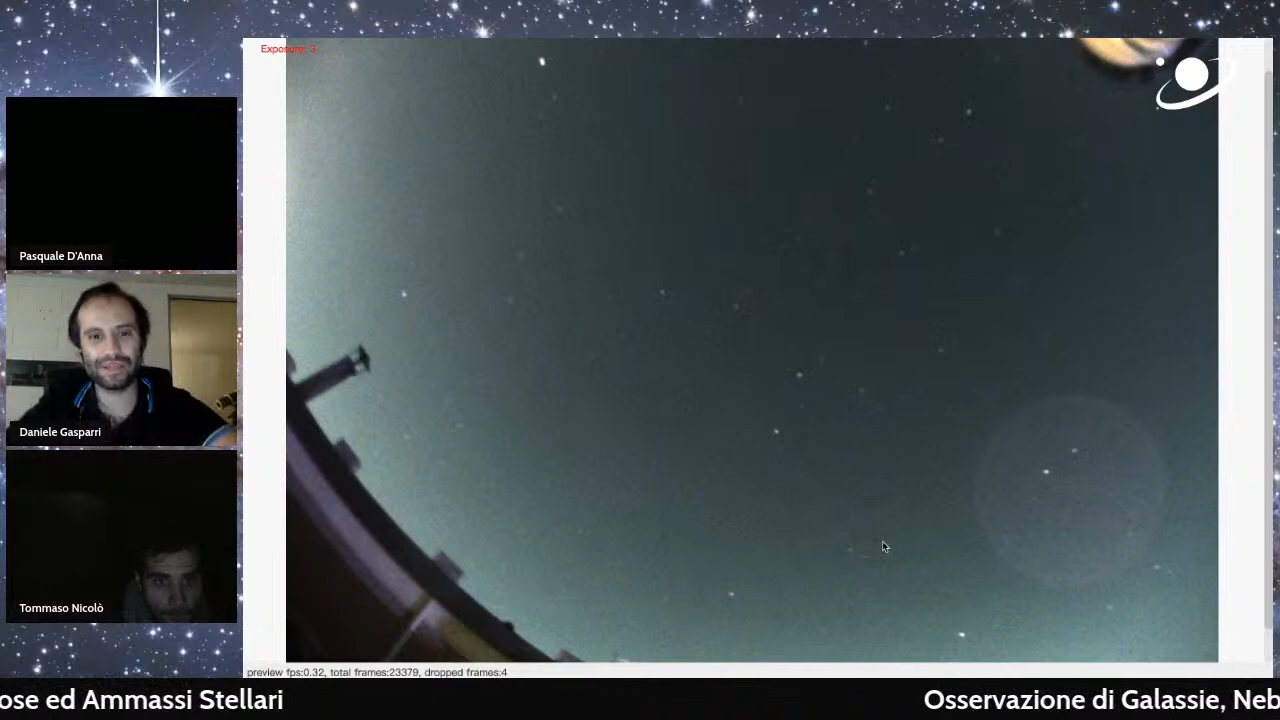 Exposure: 3
Pasquale D'Anna
Daniele Gasparri
Tommaso Nicolò
preview fps:0.32, total frames:23379, dropped frames:4
ose ed Ammassi Stellari
Osservazione di Galassie, Neb